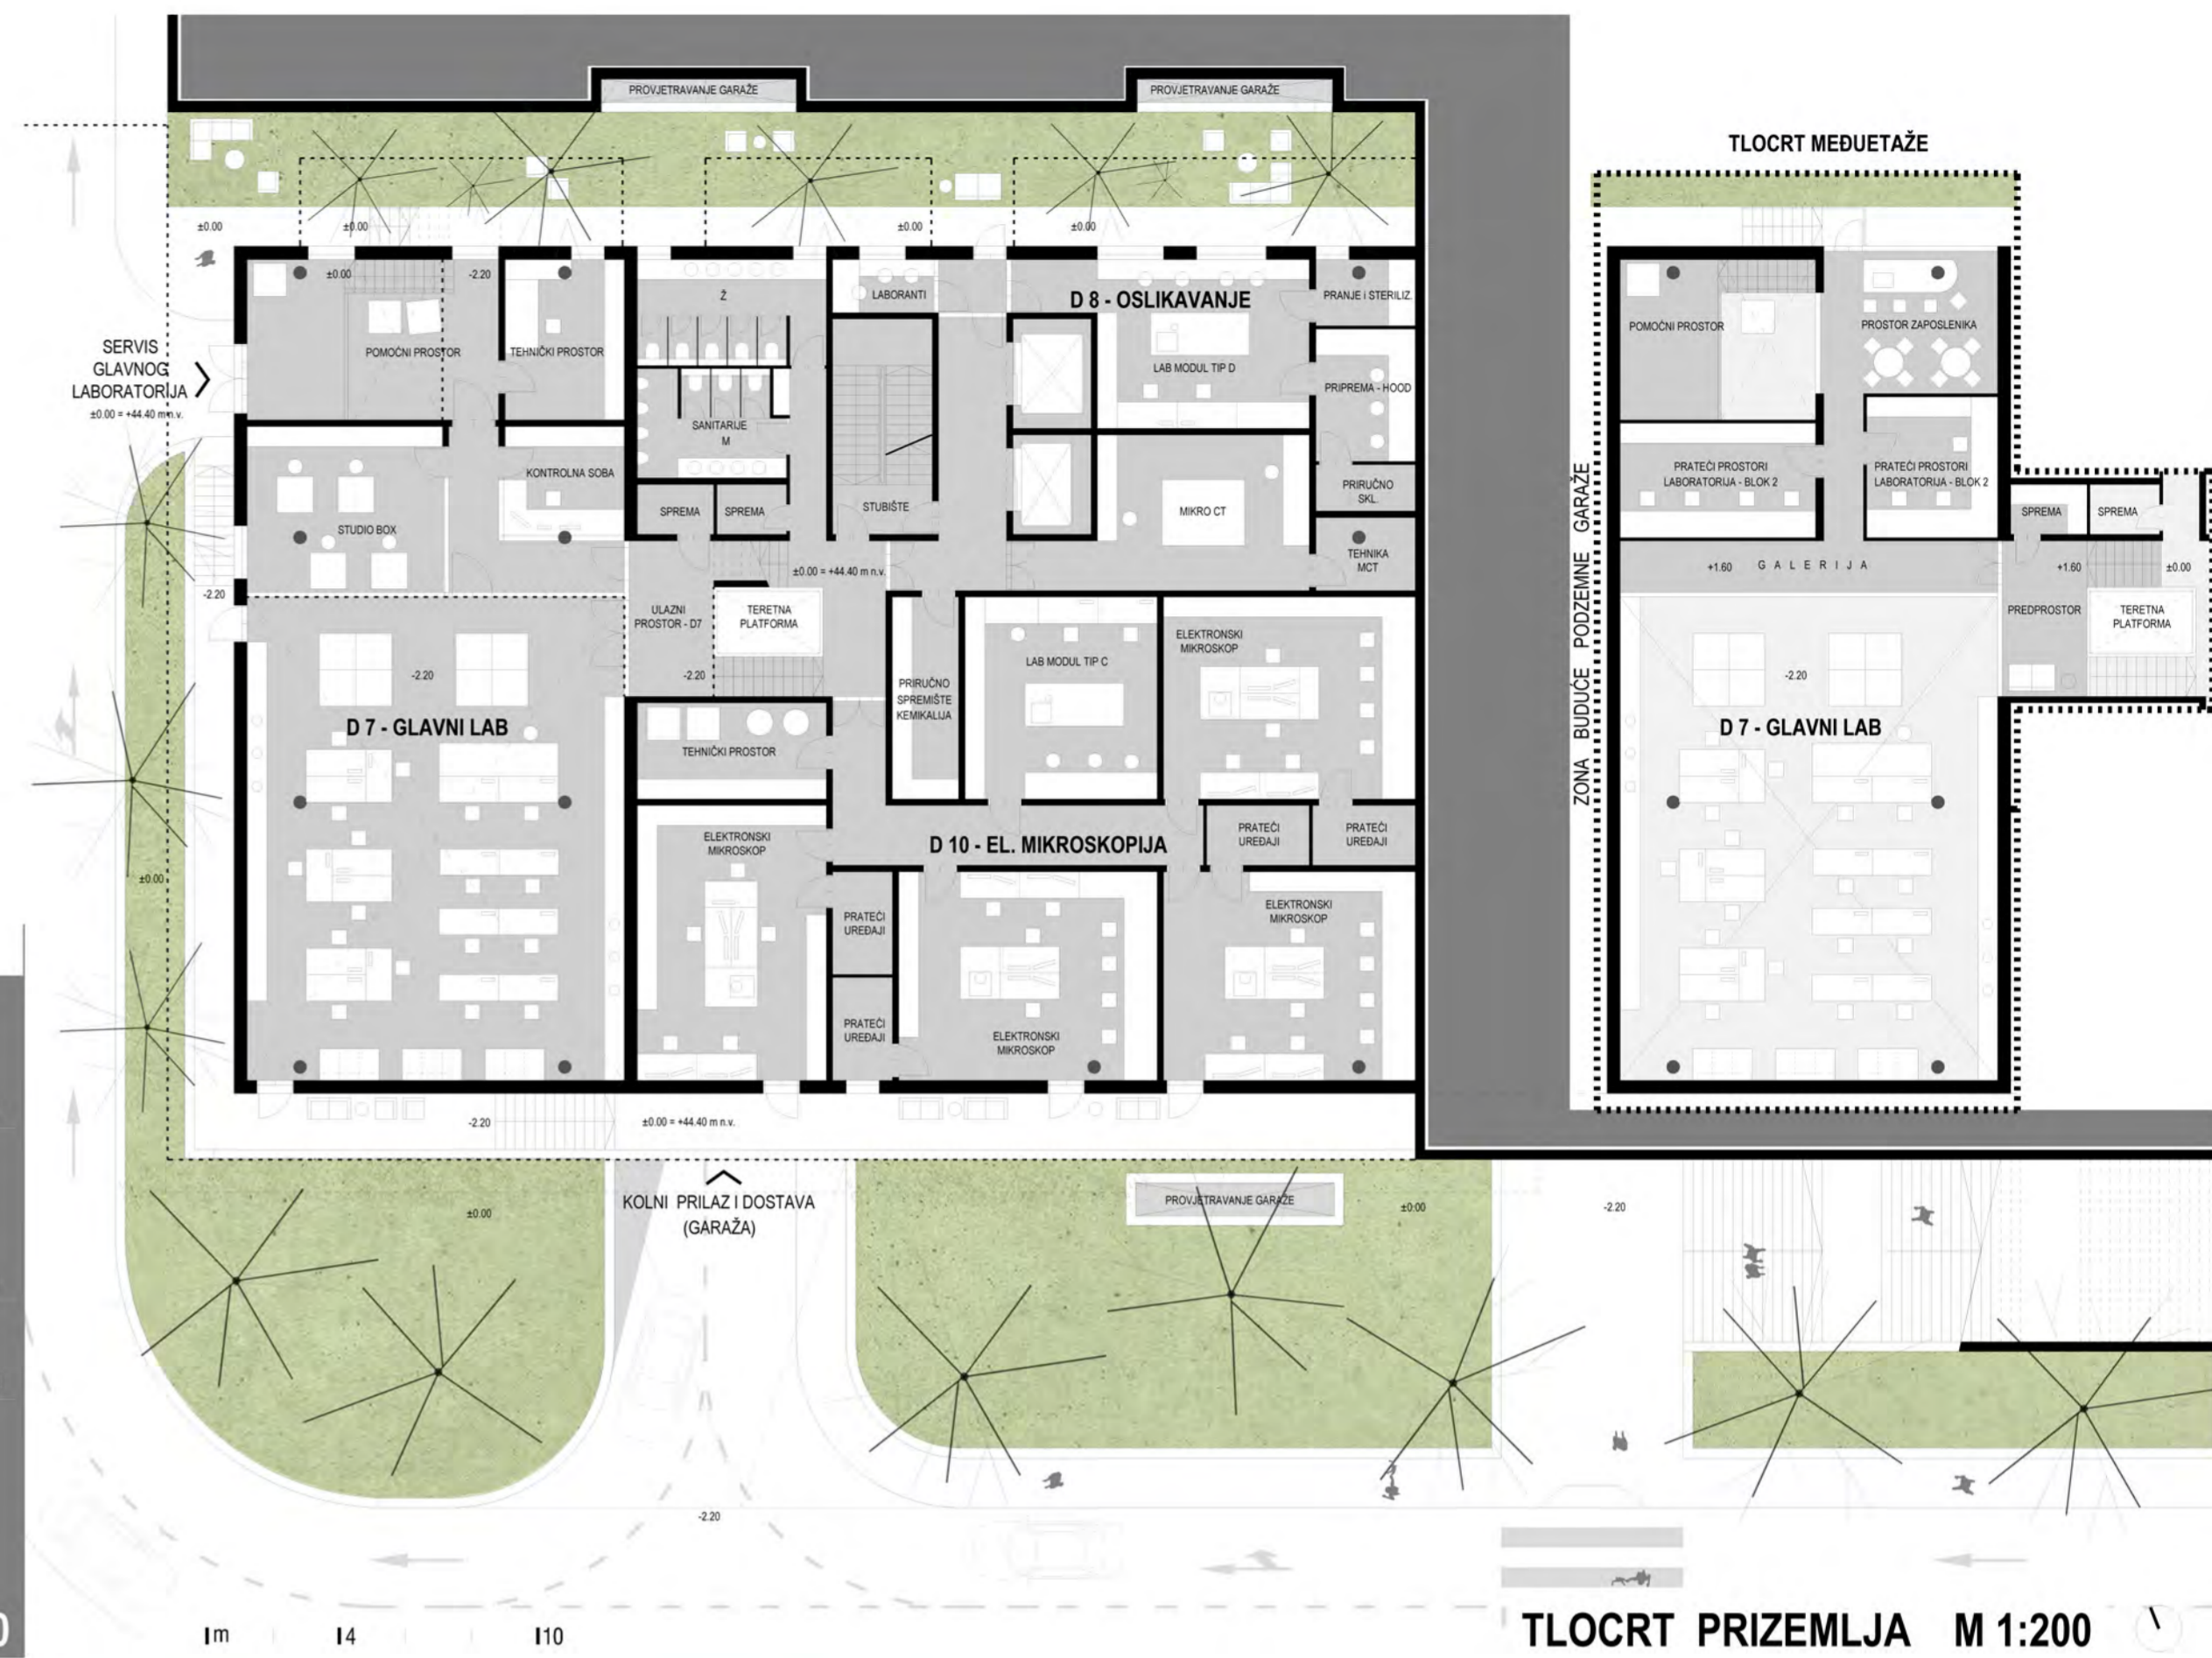 PROVJETRAVANJE GARAŽE
PROVJETRAVANJE GARAŽE
TLOCRT MEĐUETAŽE
±0.00
±0.00
±0.00
±0.00
±0.00
-2.20
SERVIS
GLAVNOG
LABORATORIJA
±0.00 = +44.40 m n.v.
POMOĆNI PROSTOR
TEHNIČKI PROSTOR
Ž
LABORANTI
D 8 - OSLIKAVANJE
PRANJE i STERILIZ.
LAB MODUL TIP D
PRIPREMA - HOOD
SANITARIJE
M
KONTROLNA SOBA
SPREMA
SPREMA
STUBIŠTE
MIKRO CT
PRIRUČNO
SKL.
STUDIO BOX
TEHNIKA
MCT
±0.00 = +44.40 m n.v.
-2.20
ULAZNI
PROSTOR - D7
TERETNA
PLATFORMA
-2.20
-2.20
D 7 - GLAVNI LAB
PRIRUČNO
SPREMIŠTE
KEMIKALIJA
LAB MODUL TIP C
ELEKTRONSKI
MIKROSKOP
TEHNIČKI PROSTOR
ELEKTRONSKI
MIKROSKOP
D 10 - EL. MIKROSKOPIJA
PRATEĆI
UREĐAJI
PRATEĆI
UREĐAJI
±0.00
PRATEĆI
UREĐAJI
ELEKTRONSKI
MIKROSKOP
PRATEĆI
UREĐAJI
ELEKTRONSKI
MIKROSKOP
-2.20
±0.00 = +44.40 m n.v.
ZONA BUDUĆE PODZEMNE GARAŽE
POMOĆNI PROSTOR
PROSTOR ZAPOSLENIKA
PRATEĆI PROSTORI
LABORATORIJA - BLOK 2
PRATEĆI PROSTORI
LABORATORIJA - BLOK 2
SPREMA
SPREMA
+1.60
GALERIJA
+1.60
±0.00
PREDPROSTOR
TERETNA
PLATFORMA
-2.20
D 7 - GLAVNI LAB
KOLNI PRILAZ I DOSTAVA
(GARAŽA)
±0.00
PROVJETRAVANJE GARAŽE
±0.00
-2.20
-2.20
1m
4
10
0
TLOCRT PRIZEMLJA M 1:200